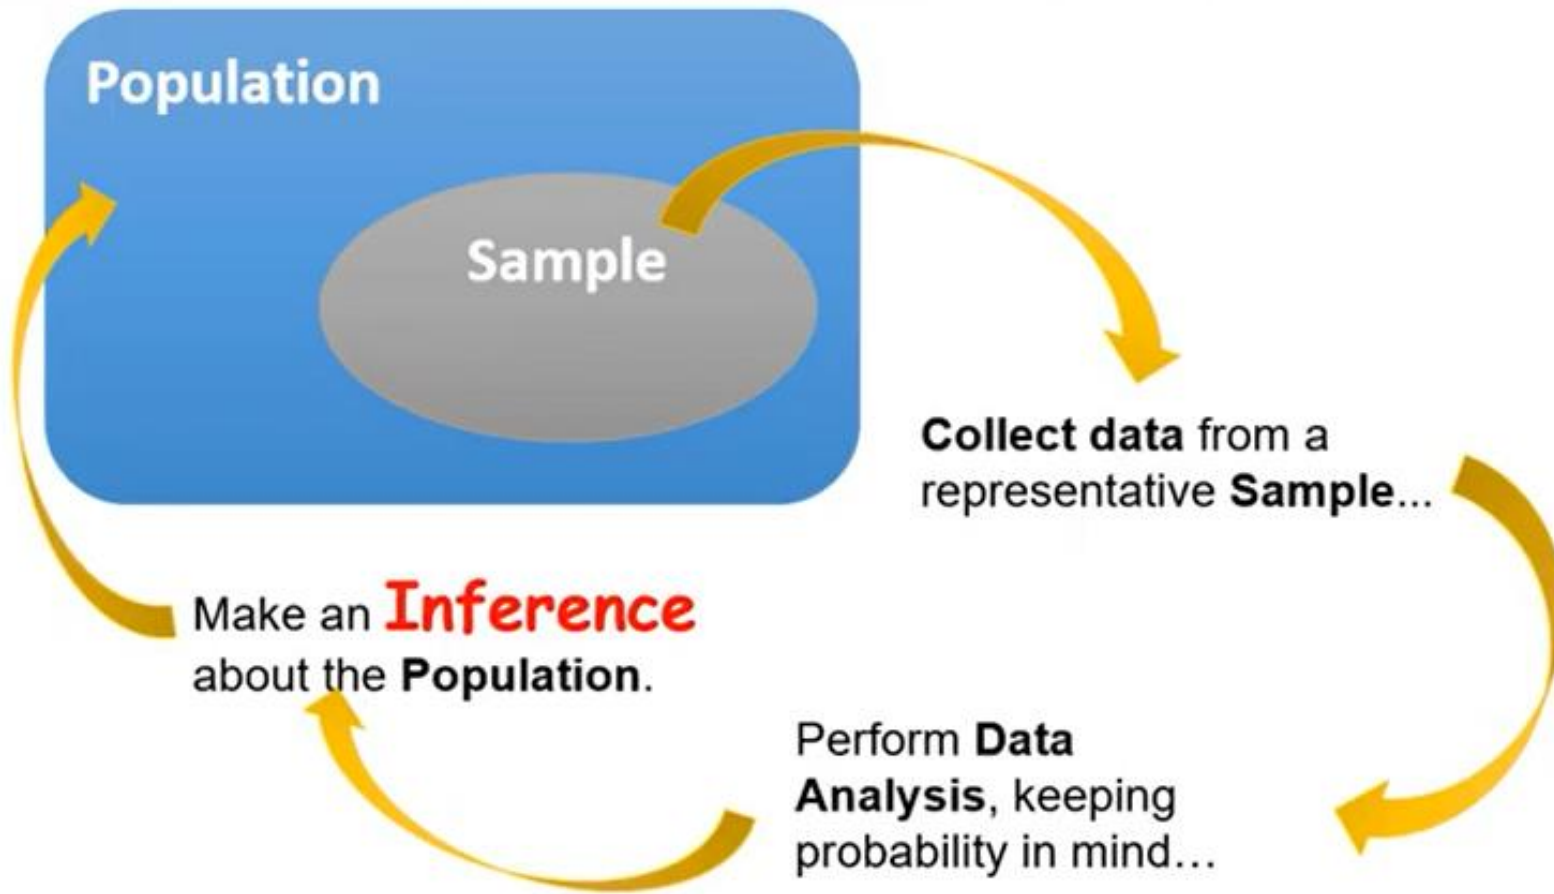 Population
Sample
Collect data from a
representative Sample...
Perform Data
Analysis, keeping
probability in mind...
Make an Inference
about the Population.